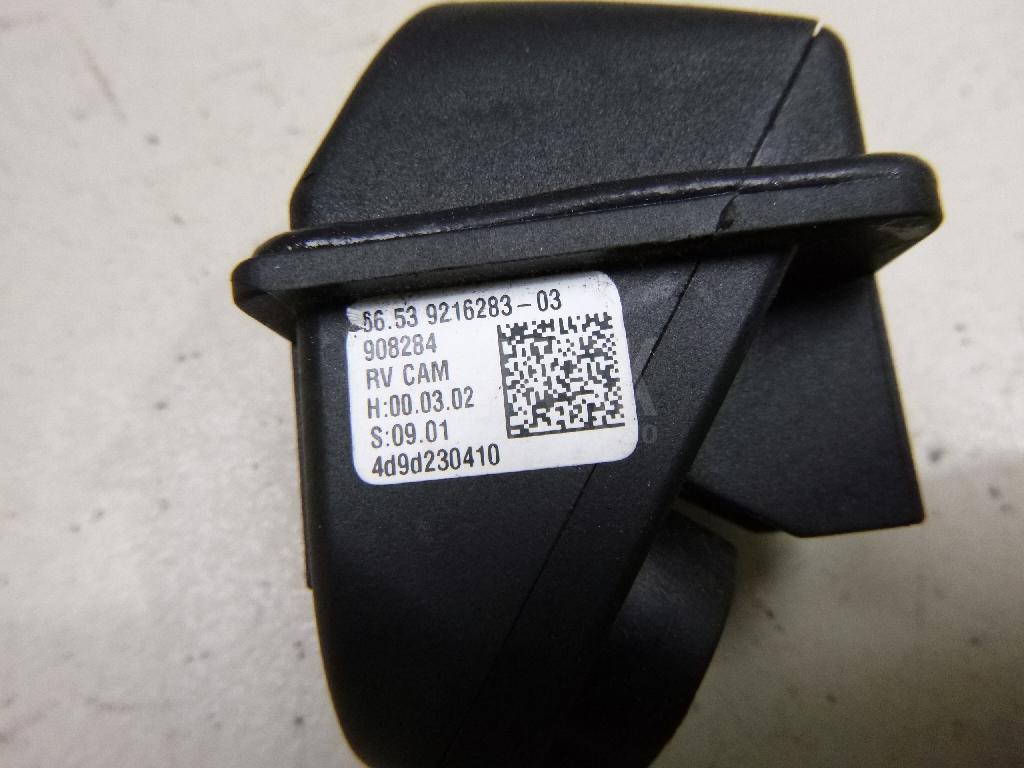 66.53 9216283-03
908284
RV CAM
H:00.03.02
S:09.01
4d9d230410